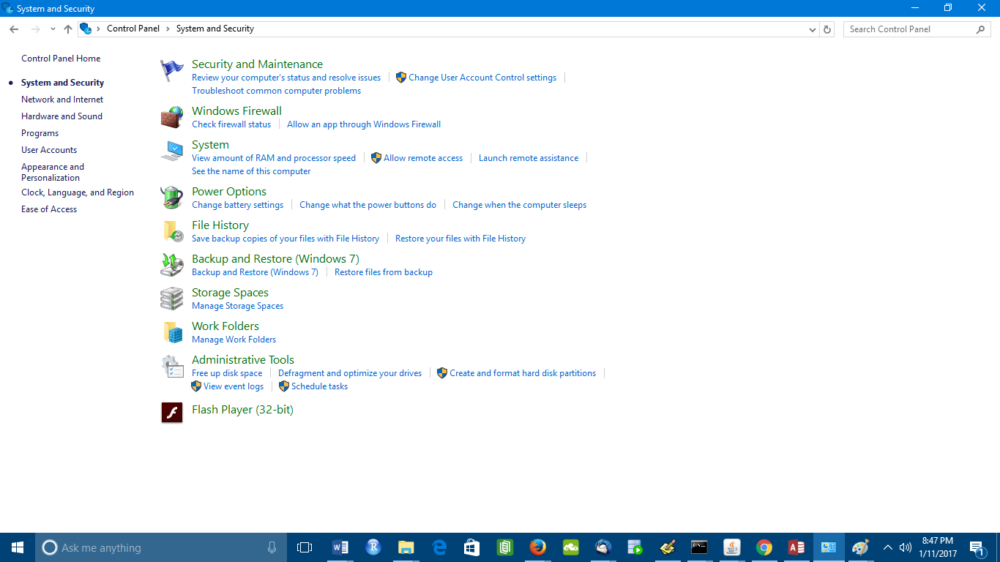 System and Security
Control Panel > System and Security
Search Control Panel
Control Panel Home
System and Security
Network and Internet
Hardware and Sound
Programs
User Accounts
Appearance and
Personalization
Clock, Language, and Region
Ease of Access
Security and Maintenance
Review your computer's status and resolve issues | Change User Account Control settings |
Troubleshoot common computer problems
Windows Firewall
Check firewall status | Allow an app through Windows Firewall
System
View amount of RAM and processor speed | Allow remote access | Launch remote assistance |
See the name of this computer
Power Options
Change battery settings | Change what the power buttons do | Change when the computer sleeps
File History
Save backup copies of your files with File History | Restore your files with File History
Backup and Restore (Windows 7)
Backup and Restore (Windows 7) | Restore files from backup
Storage Spaces
Manage Storage Spaces
Work Folders
Manage Work Folders
Administrative Tools
Free up disk space | Defragment and optimize your drives | Create and format hard disk partitions |
View event logs | Schedule tasks
Flash Player (32-bit)
Ask me anything
8:47 PM
1/11/2017
1